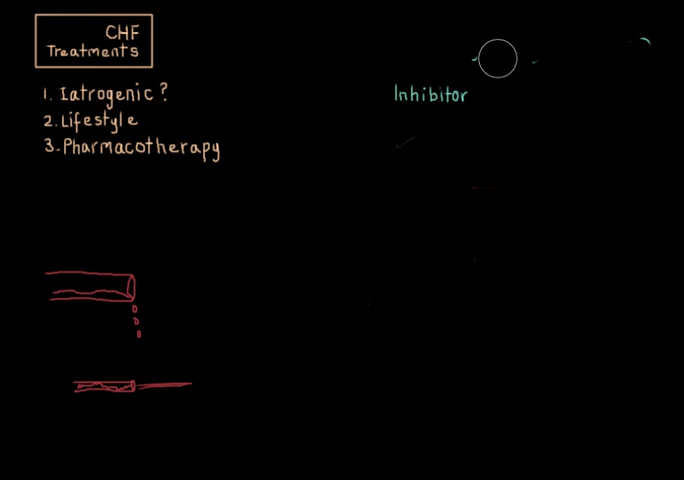 CHF
Treatments
1. Iatrogenic?
2. Lifestyle
3. Pharmacotherapy
Inhibitor